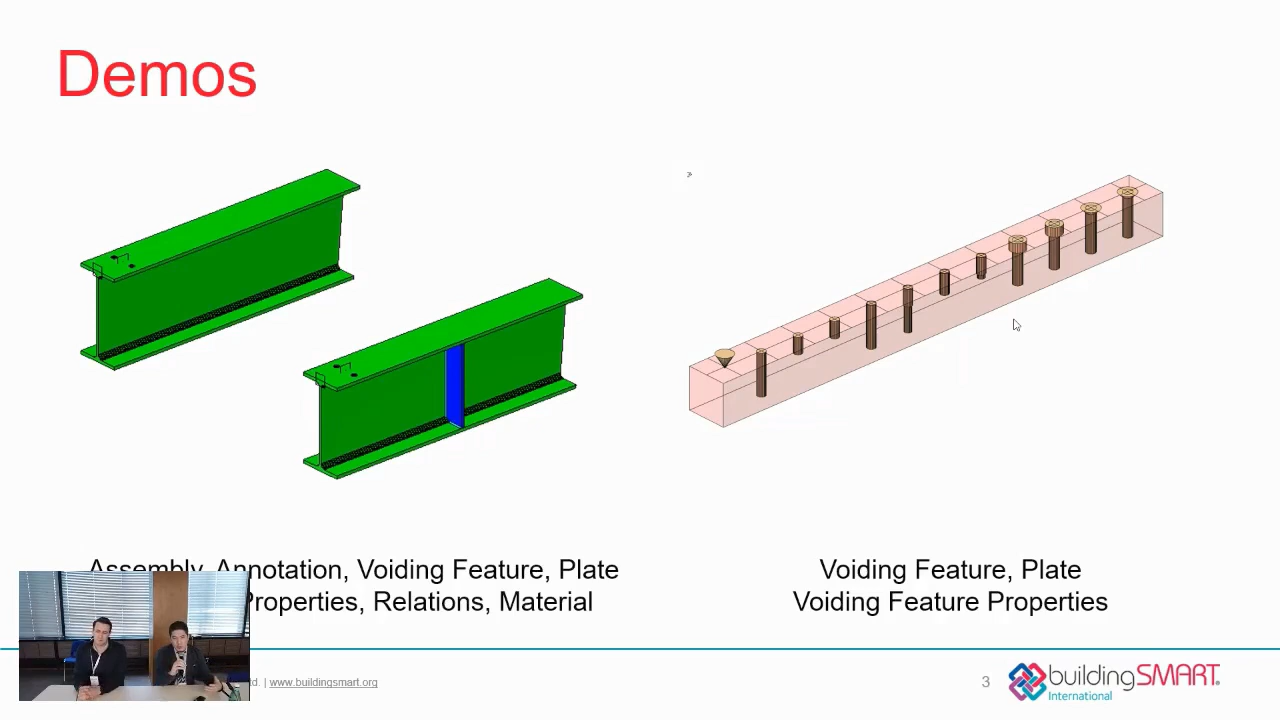 Demos
Assembly, Annotation, Voiding Feature, Plate
Properties, Relations, Material
Voiding Feature, Plate
Voiding Feature Properties
td. | www.buildingsmart.org
3
buildingSMART®
International